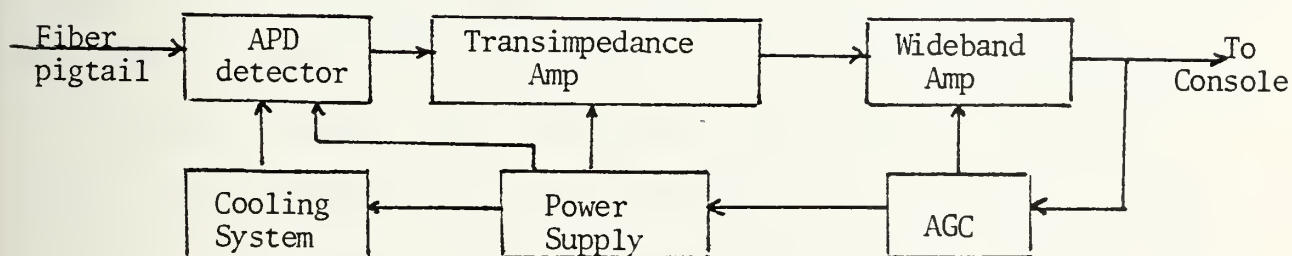 Fiber
pigtail
APD
detector
Transimpedance
Amp
Wideband
Amp
To
Console
Cooling
System
Power
Supply
AGC